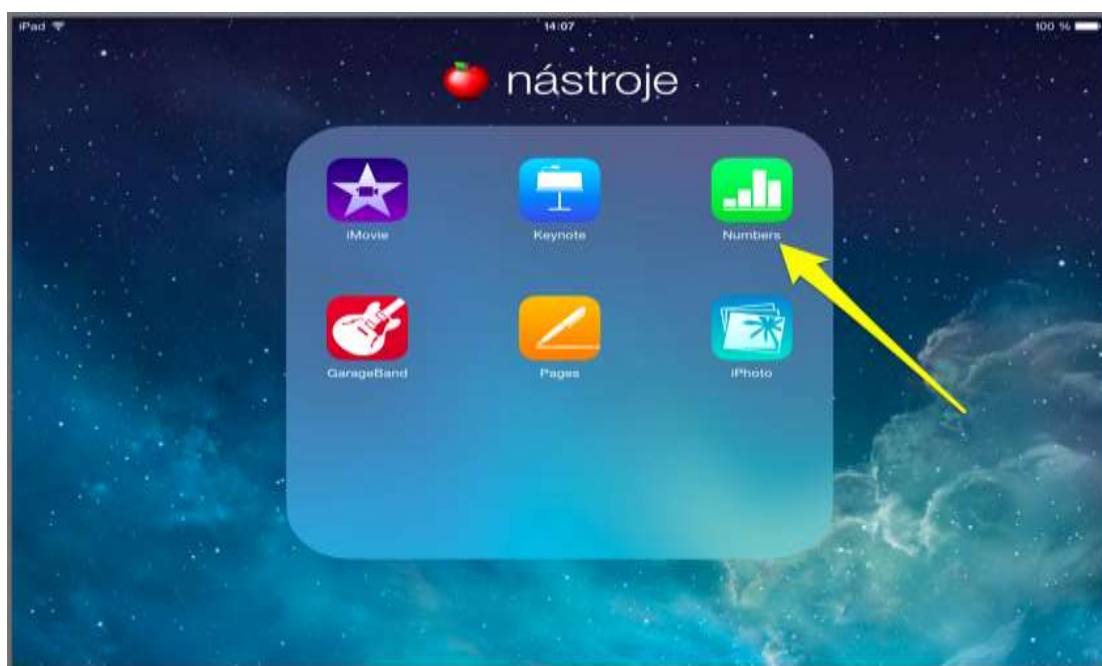 iPad 14:07 100 %
nástroje
iMovie Keynote Numbers
GarageBand Pages iPhoto